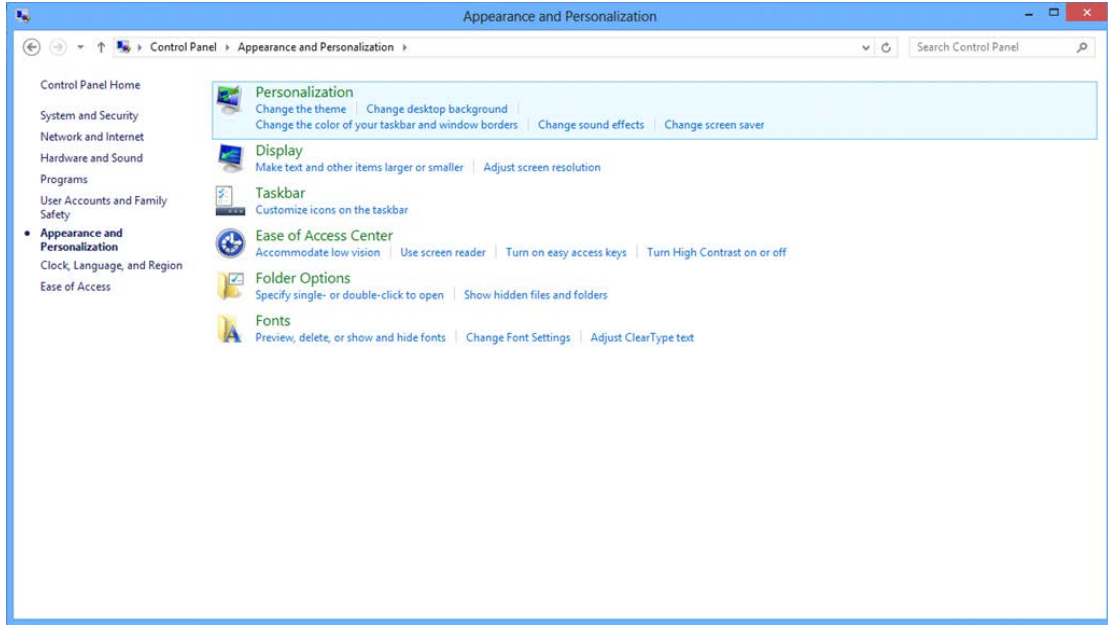 Appearance and Personalization
Control Panel Appearance and Personalization
Search Control Panel
Control Panel Home
System and Security
Network and Internet
Hardware and Sound
Programs
User Accounts and Family
Safety
Appearance and
Personalization
Clock, Language, and Region
Ease of Access
Personalization
Change the theme Change desktop background
Change the color of your taskbar and window borders Change sound effects Change screen saver
Display
Make text and other items larger or smaller Adjust screen resolution
Taskbar
Customize icons on the taskbar
Ease of Access Center
Accommodate low vision Use screen reader Turn on easy access keys Turn High Contrast on or off
Folder Options
Specify single- or double-click to open Show hidden files and folders
Fonts
Preview, delete, or show and hide fonts Change Font Settings Adjust ClearType text